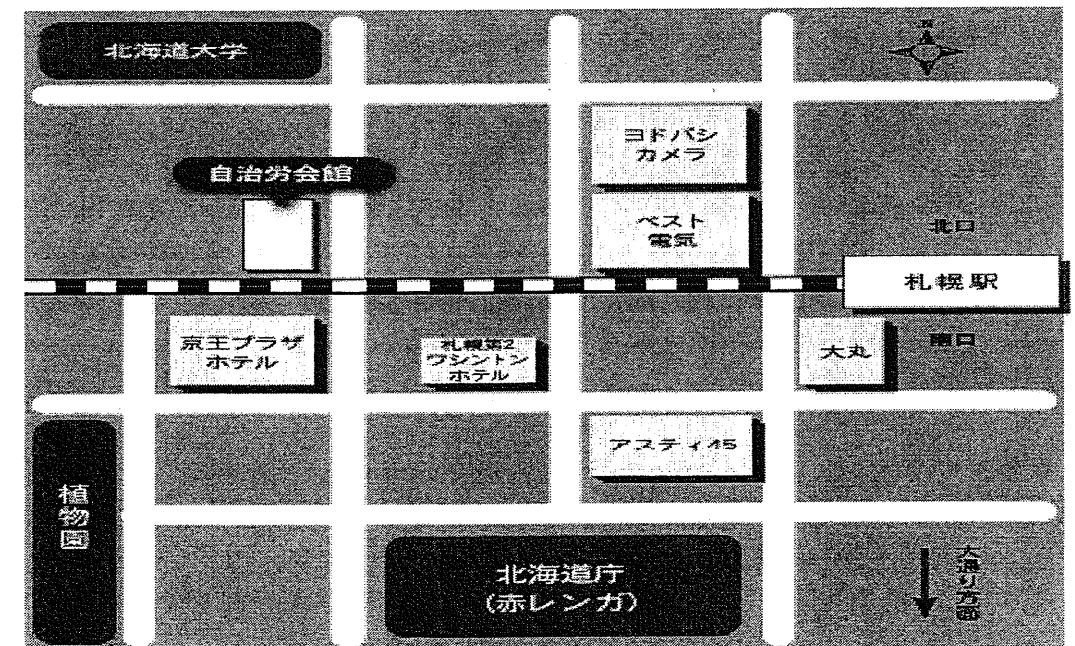 北海道大学
N
ヨドバシ
カメラ
自治労会館
ベスト
電気
北口
札幌駅
京王プラザ
ホテル
札幌第2
ワシントン
ホテル
大丸
南口
アスティ45
植物園
北海道庁
(赤レンガ)
大通り方面